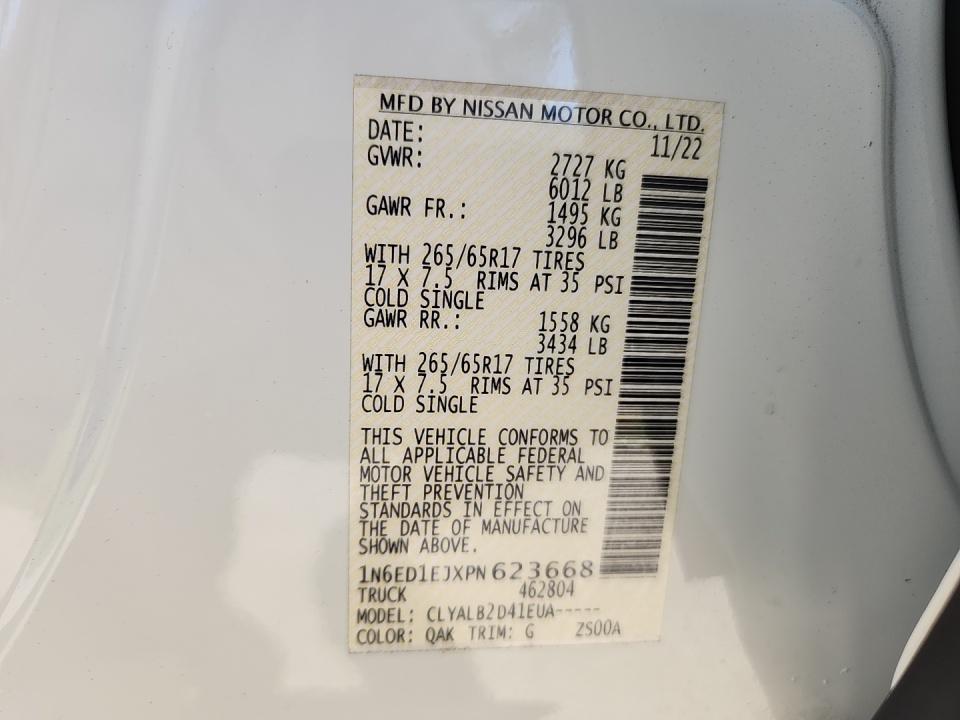 MFD BY NISSAN MOTOR CO., LTD.
DATE: 11/22
GVWR: 2727 KG
6012 LB
GAWR FR.: 1495 KG
3296 LB
WITH 265/65R17 TIRES
17 X 7.5 RIMS AT 35 PSI
COLD SINGLE
GAWR RR.: 1558 KG
3434 LB
WITH 265/65R17 TIRES
17 X 7.5 RIMS AT 35 PSI
COLD SINGLE
THIS VEHICLE CONFORMS TO
ALL APPLICABLE FEDERAL
MOTOR VEHICLE SAFETY AND
THEFT PREVENTION
STANDARDS IN EFFECT ON
THE DATE OF MANUFACTURE
SHOWN ABOVE.
1N6ED1EJXPN623668
TRUCK 462804
MODEL: CLYALB2D41EUA-----
COLOR: QAK TRIM: G ZS00A